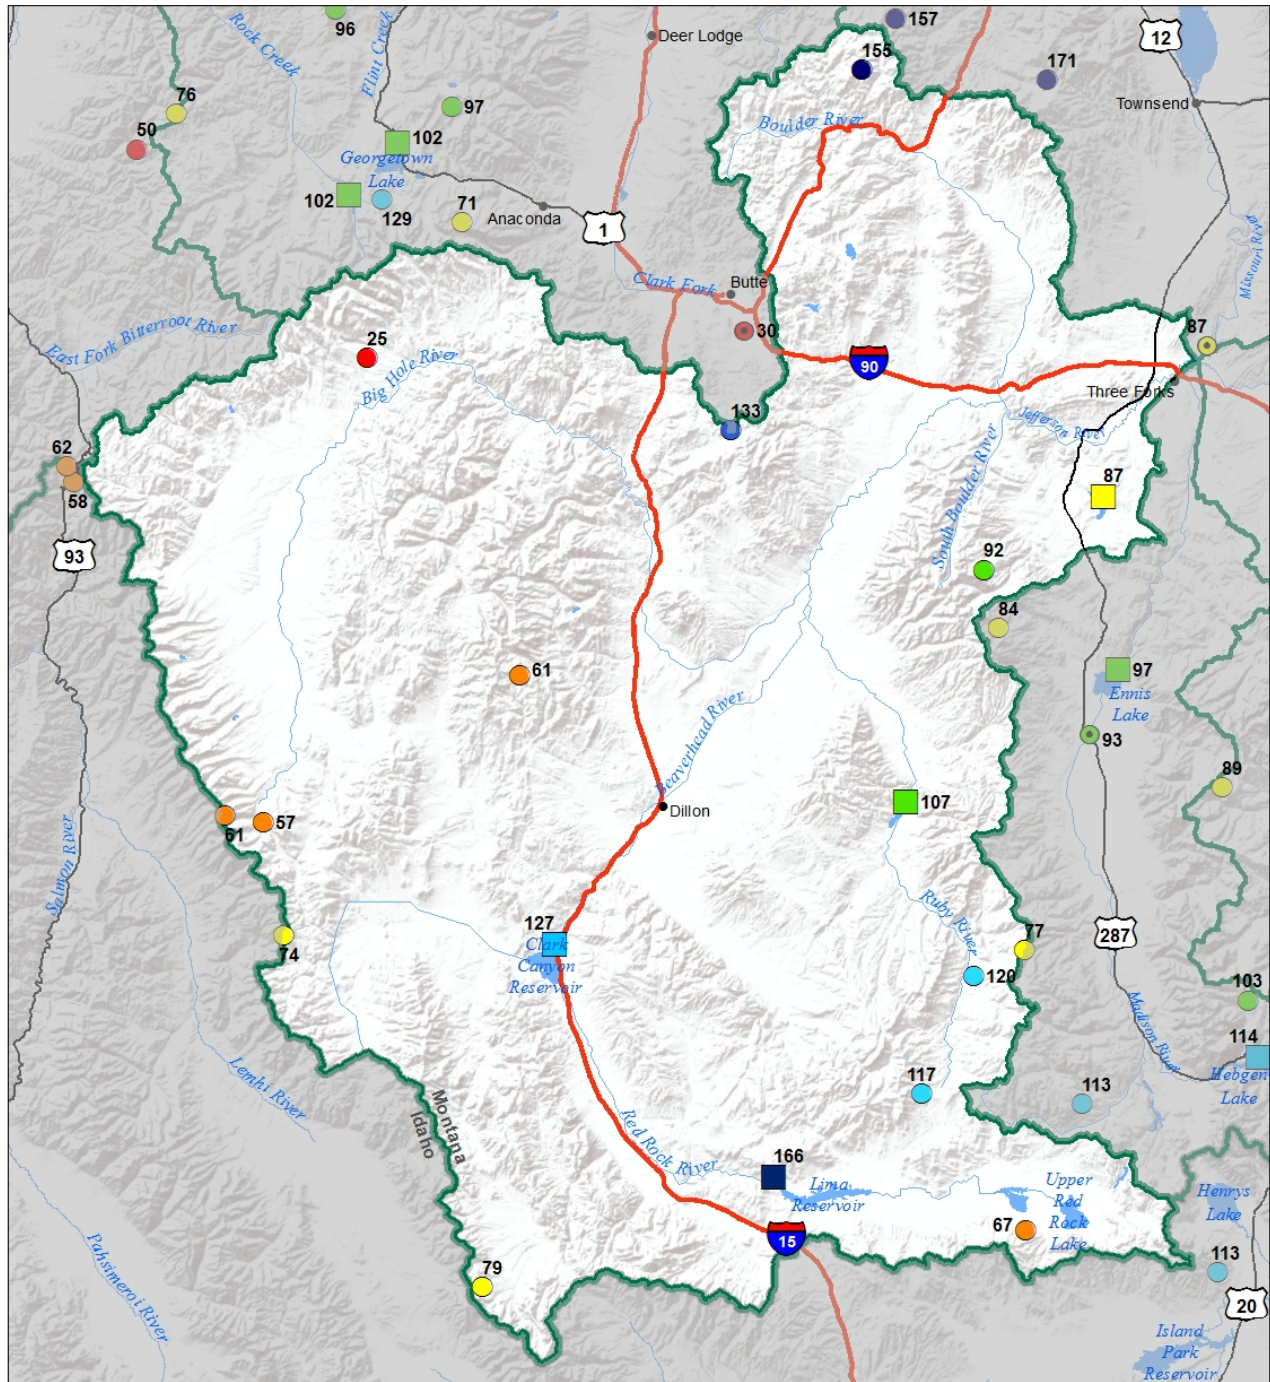 96
Rock Creek
Flint Creek
Deer Lodge
157
12
155
171
76
97
Townsend
50
102
Boulder River
Georgetown
Lake
102
129
71
Anaconda
1
Missouri River
Clark Fork
Butte
East Fork Bitterroot River
25
30
87
Big Hole River
90
Three Forks
133
Jefferson River
62
58
87
South Boulder River
93
92
84
61
97
Ennis
Lake
93
Beaverhead River
89
107
Dillon
61
57
Salmon River
Ruby River
127
Clark
Canyon
Reservoir
74
77
287
120
103
Madison River
114
Hebgen
Lake
Lemhi River
117
113
Montana
Idaho
Red Rock River
166
Lima
Reservoir
Upper
Red
Rock
Lake
Henrys
Lake
67
15
Pahsimeroi River
79
113
20
Island
Park
Reservoir